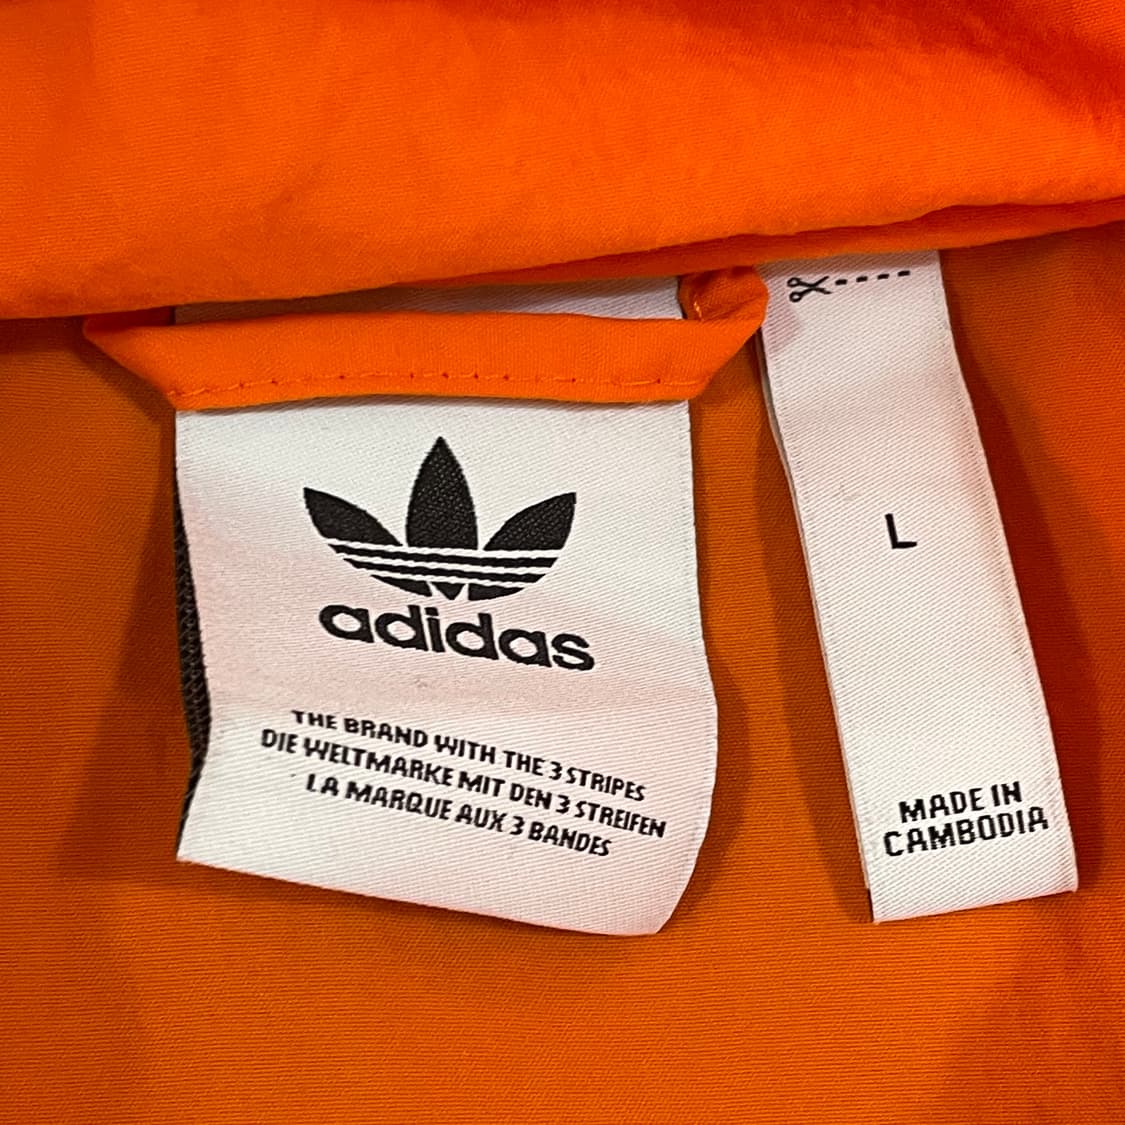 adidas
THE BRAND WITH THE 3 STRIPES
DIE WELTMARKE MIT DEN 3 STREIFEN
LA MARQUE AUX 3 BANDES
L
MADE IN
CAMBODIA